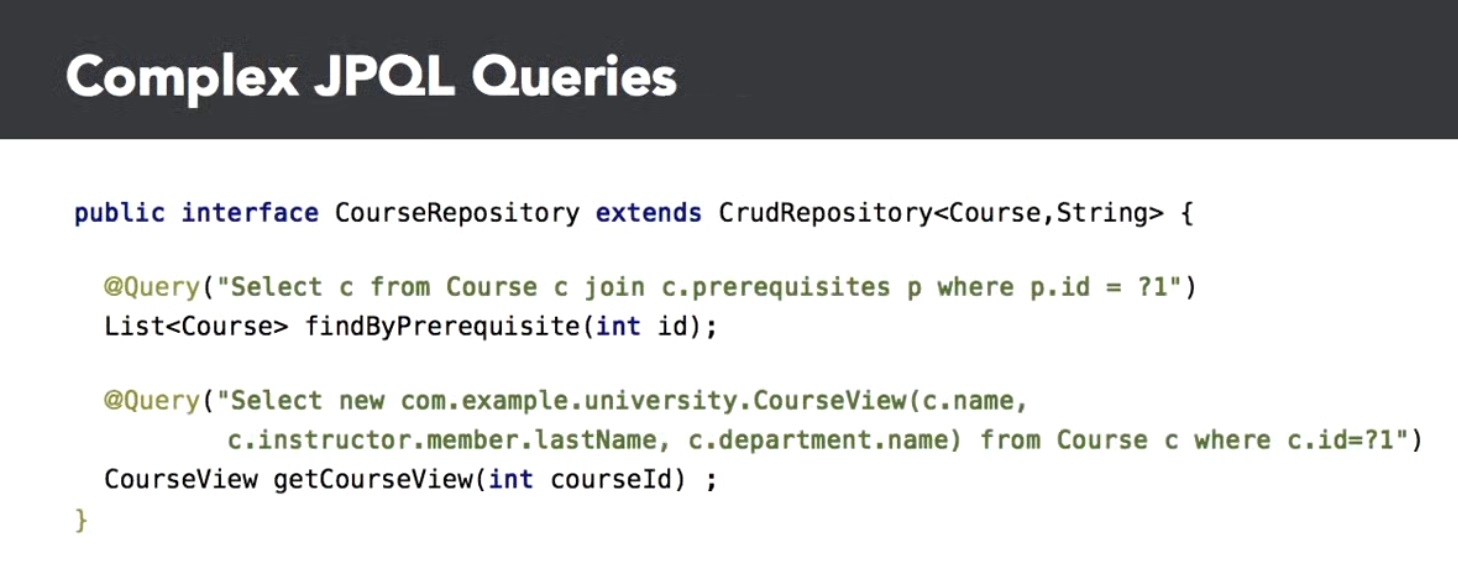 Complex JPQL Queries
public interface CourseRepository extends CrudRepository<Course,String> {
@Query("Select c from Course c join c.prerequisites p where p.id = ?1")
List<Course> findByPrerequisite(int id);
@Query("Select new com.example.university.CourseView(c.name,
c.instructor.member.lastName, c.department.name) from Course c where c.id=?1")
CourseView getCourseView(int courseId) ;
}